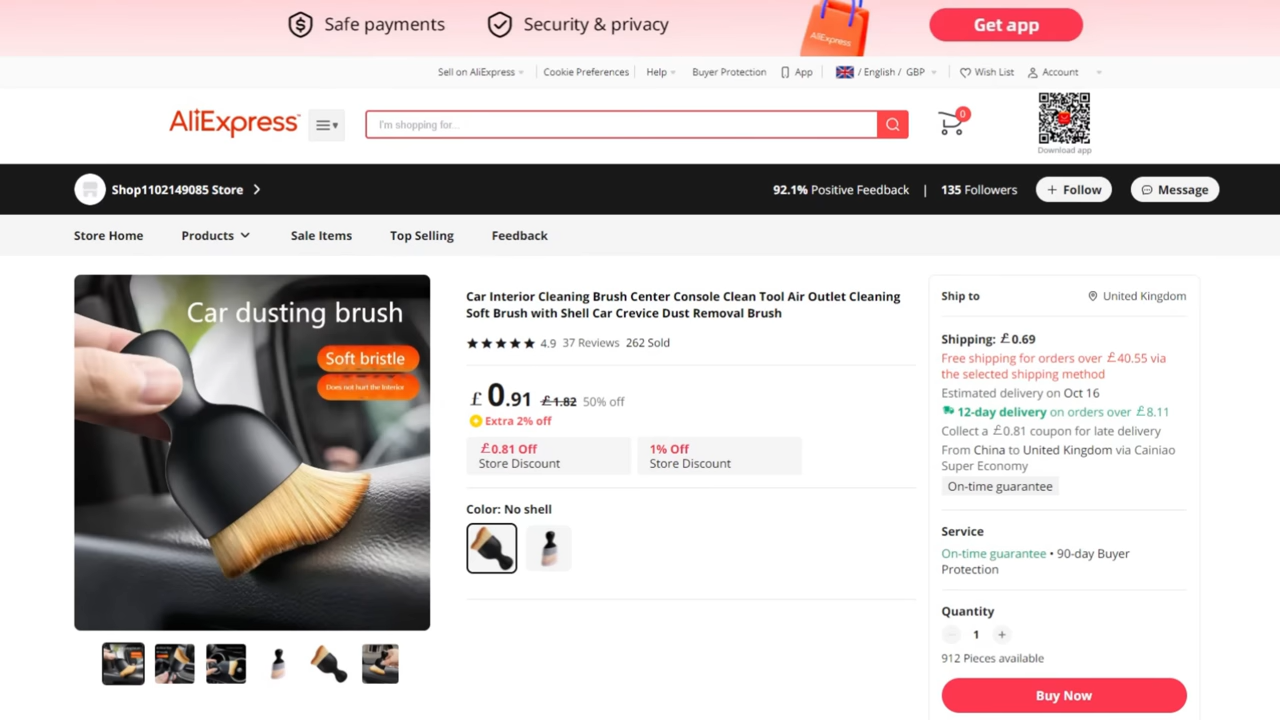 Safe payments
Security & privacy
AliExpress
Get app
Sell on AliExpress
Cookie Preferences
Help
Buyer Protection
App
/ English / GBP
Wish List
Account
AliExpress
I'm shopping for...
0
Download app
Shop1102149085 Store
92.1% Positive Feedback | 135 Followers
+ Follow
Message
Store Home
Products
Sale Items
Top Selling
Feedback
Car dusting brush
Soft bristle
Does not hurt the Interior
Car Interior Cleaning Brush Center Console Clean Tool Air Outlet Cleaning
Soft Brush with Shell Car Crevice Dust Removal Brush
4.9 37 Reviews 262 Sold
£0.91 £1.82 50% off
Extra 2% off
£0.81 Off
Store Discount
1% Off
Store Discount
Color: No shell
Ship to
United Kingdom
Shipping: £0.69
Free shipping for orders over £40.55 via
the selected shipping method
Estimated delivery on Oct 16
12-day delivery on orders over £8.11
Collect a £0.81 coupon for late delivery
From China to United Kingdom via Cainiao
Super Economy
On-time guarantee
Service
On-time guarantee • 90-day Buyer
Protection
Quantity
1 +
912 Pieces available
Buy Now